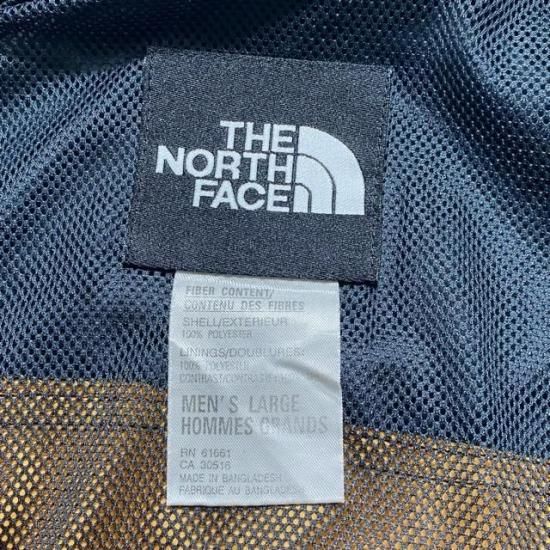 THE
NORTH
FACE
FIBER CONTENT/
CONTENU DES FIBRES
SHELL/EXTERIEUR
100% POLYESTER
LININGS/DOUBLURES:
100% POLYESTER
MEN'S LARGE
HOMMES GRANDS
RN 61661
CA 30516
MADE IN BANGLADESH
FABRIQUE AU BANGLADESH